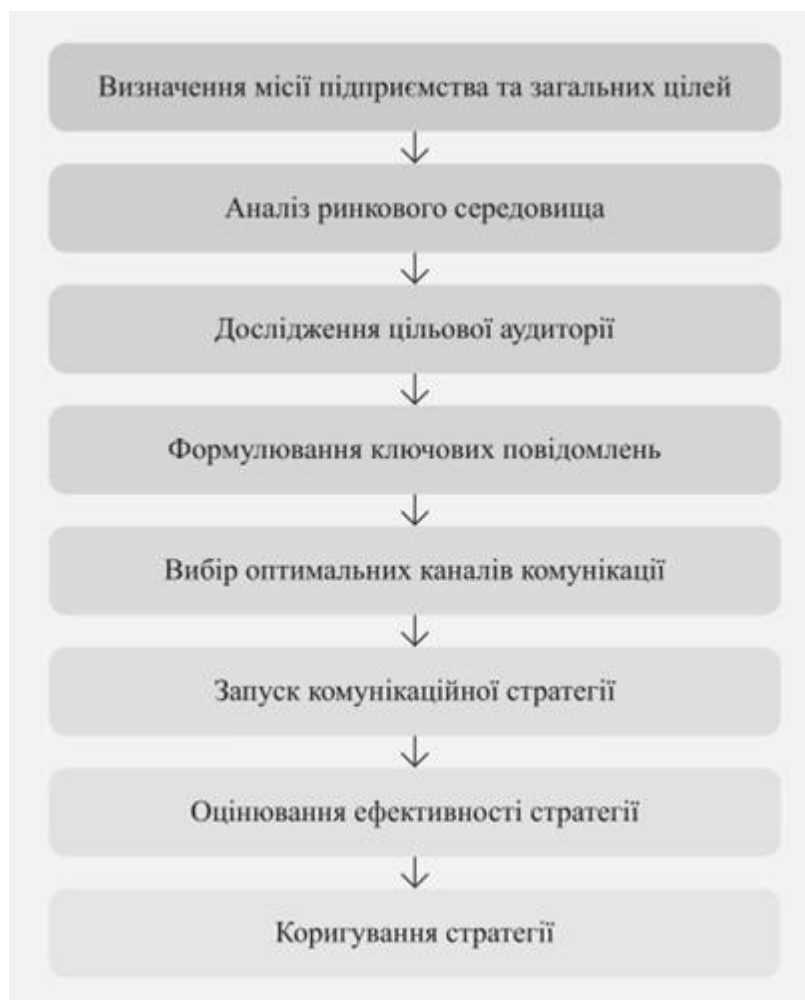 Визначення місії підприємства та загальних цілей
Аналіз ринкового середовища
Дослідження цільової аудиторії
Формулювання ключових повідомлень
Вибір оптимальних каналів комунікації
Запуск комунікаційної стратегії
Оцінювання ефективності стратегії
Коригування стратегії